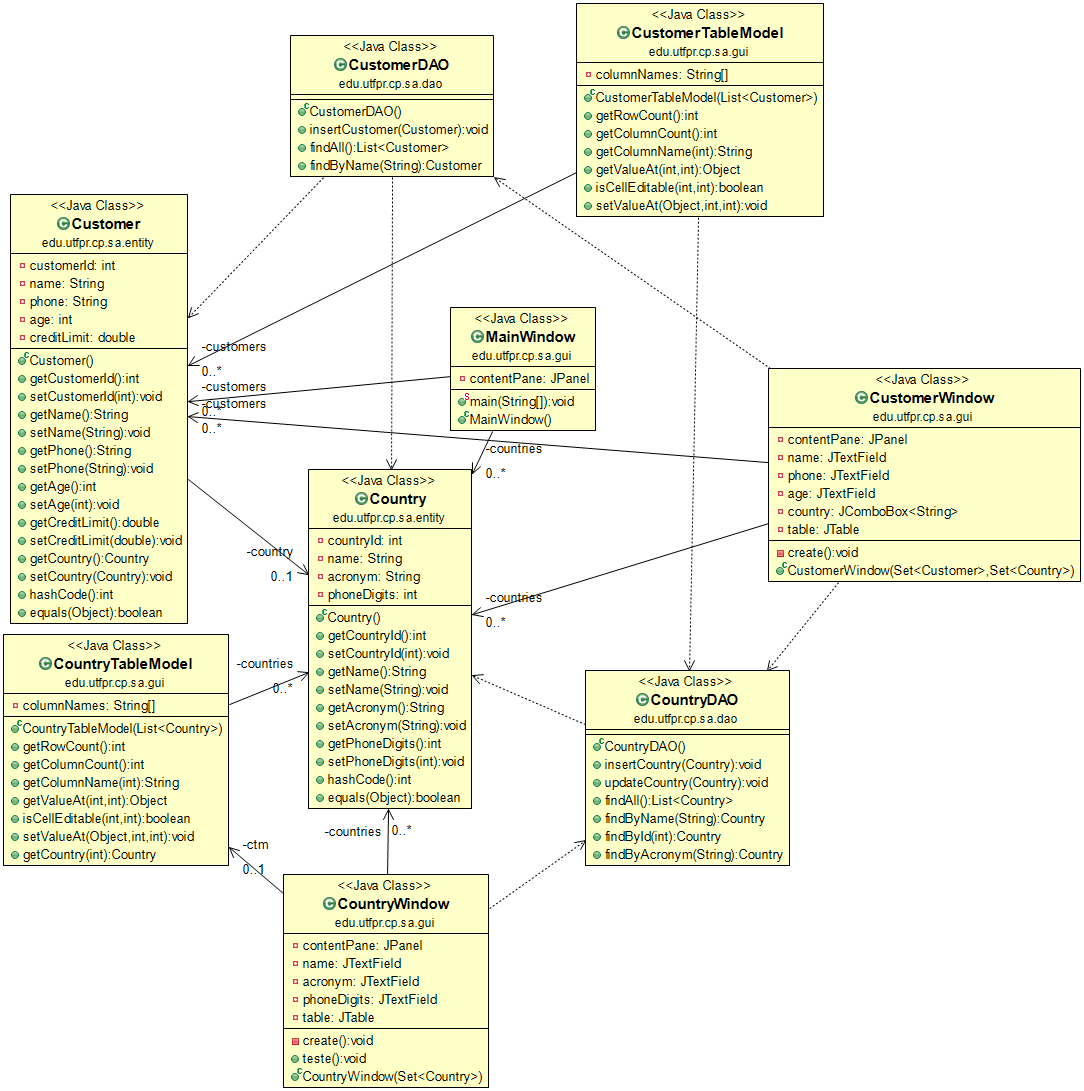 <<Java Class>>
CustomerTableModel
edu.utfpr.cp.sa.gui
columnNames: String[]
CustomerTableModel(List<Customer>)
getRowCount():int
getColumnCount():int
getColumnName(int):String
getValueAt(int,int):Object
isCellEditable(int,int):boolean
setValueAt(Object,int,int):void
<<Java Class>>
CustomerDAO
edu.utfpr.cp.sa.dao
CustomerDAO()
insertCustomer(Customer):void
findAll():List<Customer>
findByName(String):Customer
<<Java Class>>
Customer
edu.utfpr.cp.sa.entity
customerId: int
name: String
phone: String
age: int
creditLimit: double
Customer()
getCustomerId():int
setCustomerId(int):void
getName():String
setName(String):void
getPhone():String
setPhone(String):void
getAge():int
setAge(int):void
getCreditLimit():double
setCreditLimit(double):void
getCountry():Country
setCountry(Country):void
hashCode():int
equals(Object):boolean
-customers
0..*
-customers
0..*
-customers
0..*
<<Java Class>>
MainWindow
edu.utfpr.cp.sa.gui
contentPane: JPanel
main(String[]):void
MainWindow()
-countries
0..*
<<Java Class>>
CustomerWindow
edu.utfpr.cp.sa.gui
contentPane: JPanel
name: JTextField
phone: JTextField
age: JTextField
country: JComboBox<String>
table: JTable
create():void
CustomerWindow(Set<Customer>,Set<Country>)
-country
0..1
<<Java Class>>
Country
edu.utfpr.cp.sa.entity
countryId: int
name: String
acronym: String
phoneDigits: int
Country()
getCountryId():int
setCountryId(int):void
getName():String
setName(String):void
getAcronym():String
setAcronym(String):void
getPhoneDigits():int
setPhoneDigits(int):void
hashCode():int
equals(Object):boolean
-countries
0..*
<<Java Class>>
CountryTableModel
edu.utfpr.cp.sa.gui
columnNames: String[]
CountryTableModel(List<Country>)
getRowCount():int
getColumnCount():int
getColumnName(int):String
getValueAt(int,int):Object
isCellEditable(int,int):boolean
setValueAt(Object,int,int):void
getCountry(int):Country
-countries
0..*
<<Java Class>>
CountryDAO
edu.utfpr.cp.sa.dao
CountryDAO()
insertCountry(Country):void
updateCountry(Country):void
findAll():List<Country>
findByName(String):Country
findById(int):Country
findByAcronym(String):Country
-countries
0..*
-ctm
0..1
<<Java Class>>
CountryWindow
edu.utfpr.cp.sa.gui
contentPane: JPanel
name: JTextField
acronym: JTextField
phoneDigits: JTextField
table: JTable
create():void
teste():void
CountryWindow(Set<Country>)